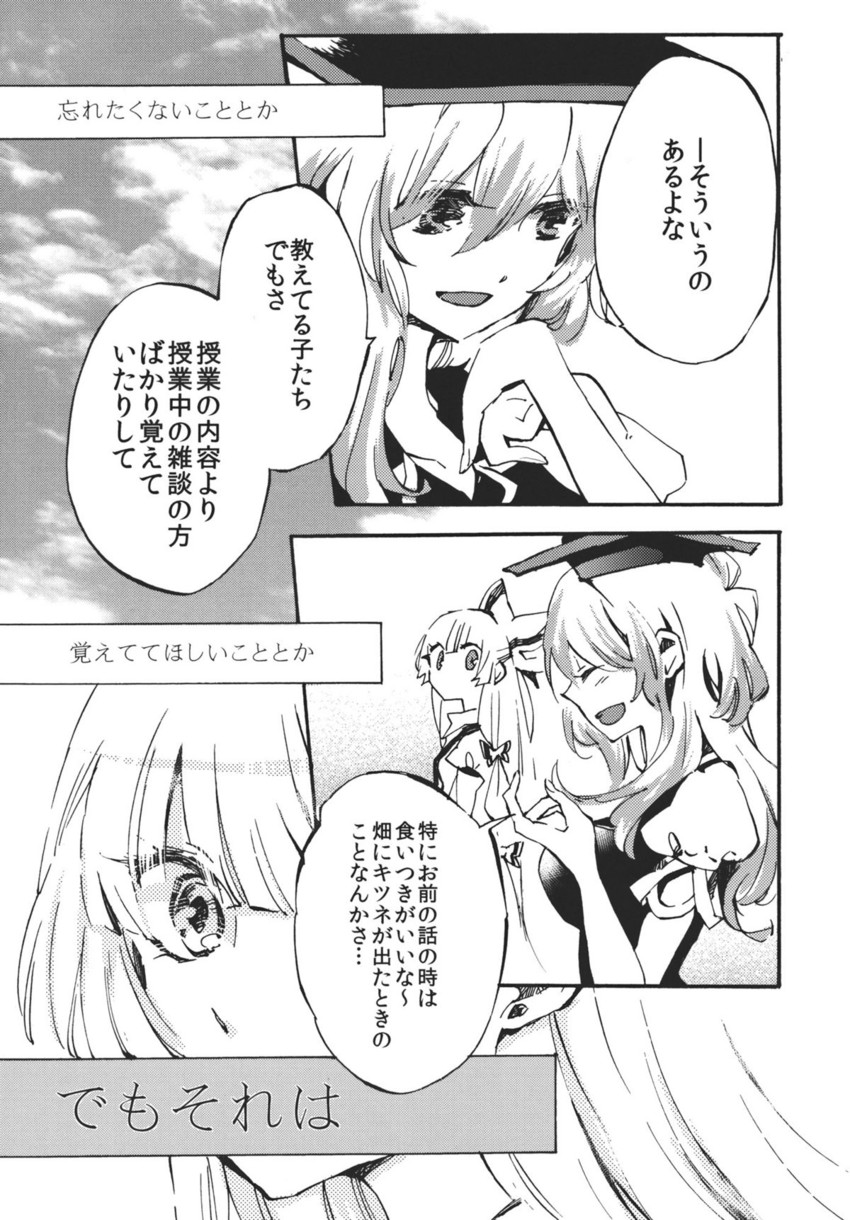 ーそういうの
あるよな
忘れたくないこととか
教えてる子たち
でもさ
授業の内容より
授業中の雑談の方
ばかり覚えて
いたりして
覚えててほしいこととか
特にお前の話の時は
食いつきがいいな～
畑にキツネが出たときの
ことなんかさ…
でもそれは